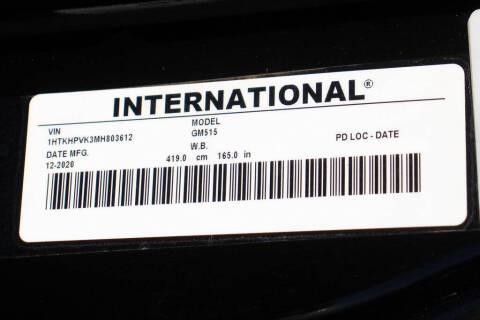 INTERNATIONAL®
VIN MODEL
1HTKHPVK3MH803612 GM515
DATE MFG. W.B. PD LOC - DATE
12-2020 419.0 cm 165.0 in